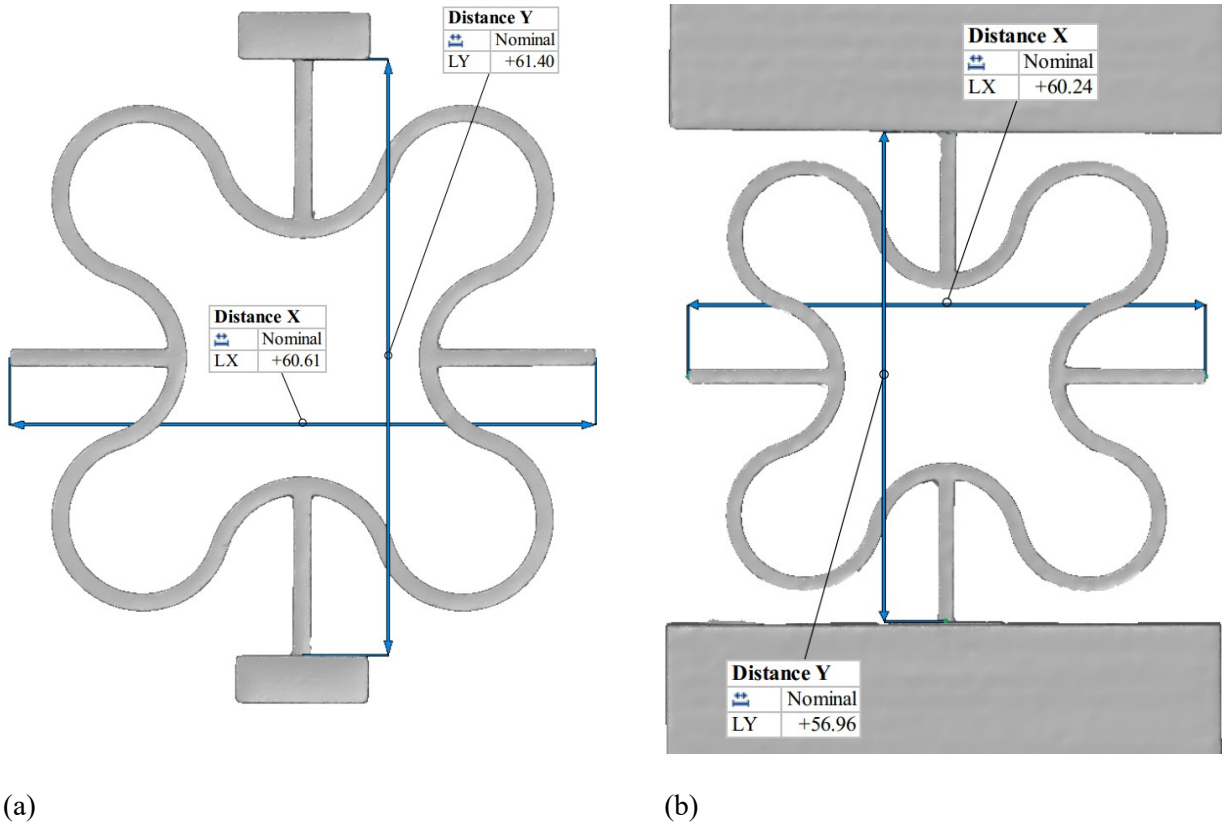 Distance Y
Nominal
LY +61.40
Distance X
Nominal
LX +60.61
(a)
Distance X
Nominal
LX +60.24
Distance Y
Nominal
LY +56.96
(b)